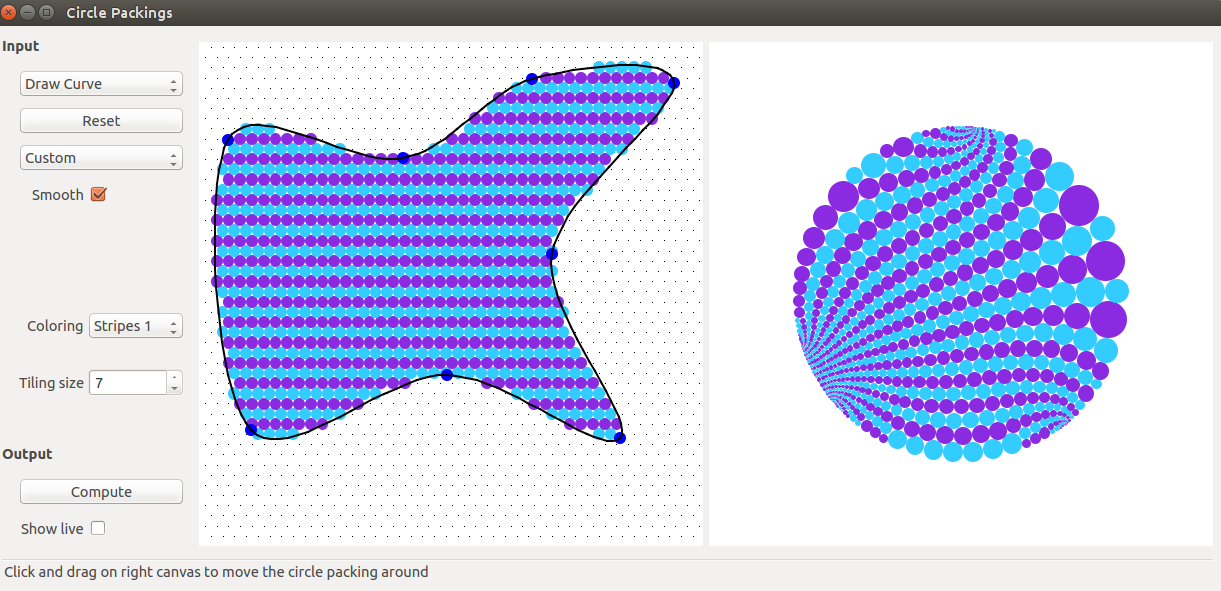 Circle Packings
Input
Draw Curve
Reset
Custom
Smooth
Coloring Stripes 1
Tiling size 7
Output
Compute
Show live
Click and drag on right canvas to move the circle packing around